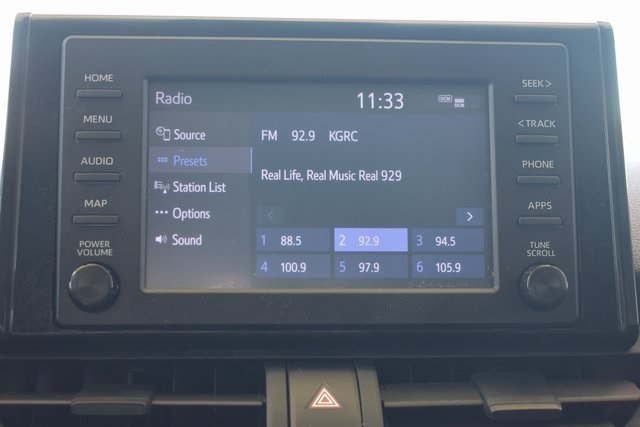 HOME
MENU
AUDIO
MAP
POWER
VOLUME
Radio
11:33
DCM
Source
Presets
Station List
Options
Sound
FM 92.9 KGRC
Real Life, Real Music Real 929
< >
1 88.5 2 92.9 3 94.5
4 100.9 5 97.9 6 105.9
SEEK >
< TRACK
PHONE
APPS
TUNE
SCROLL